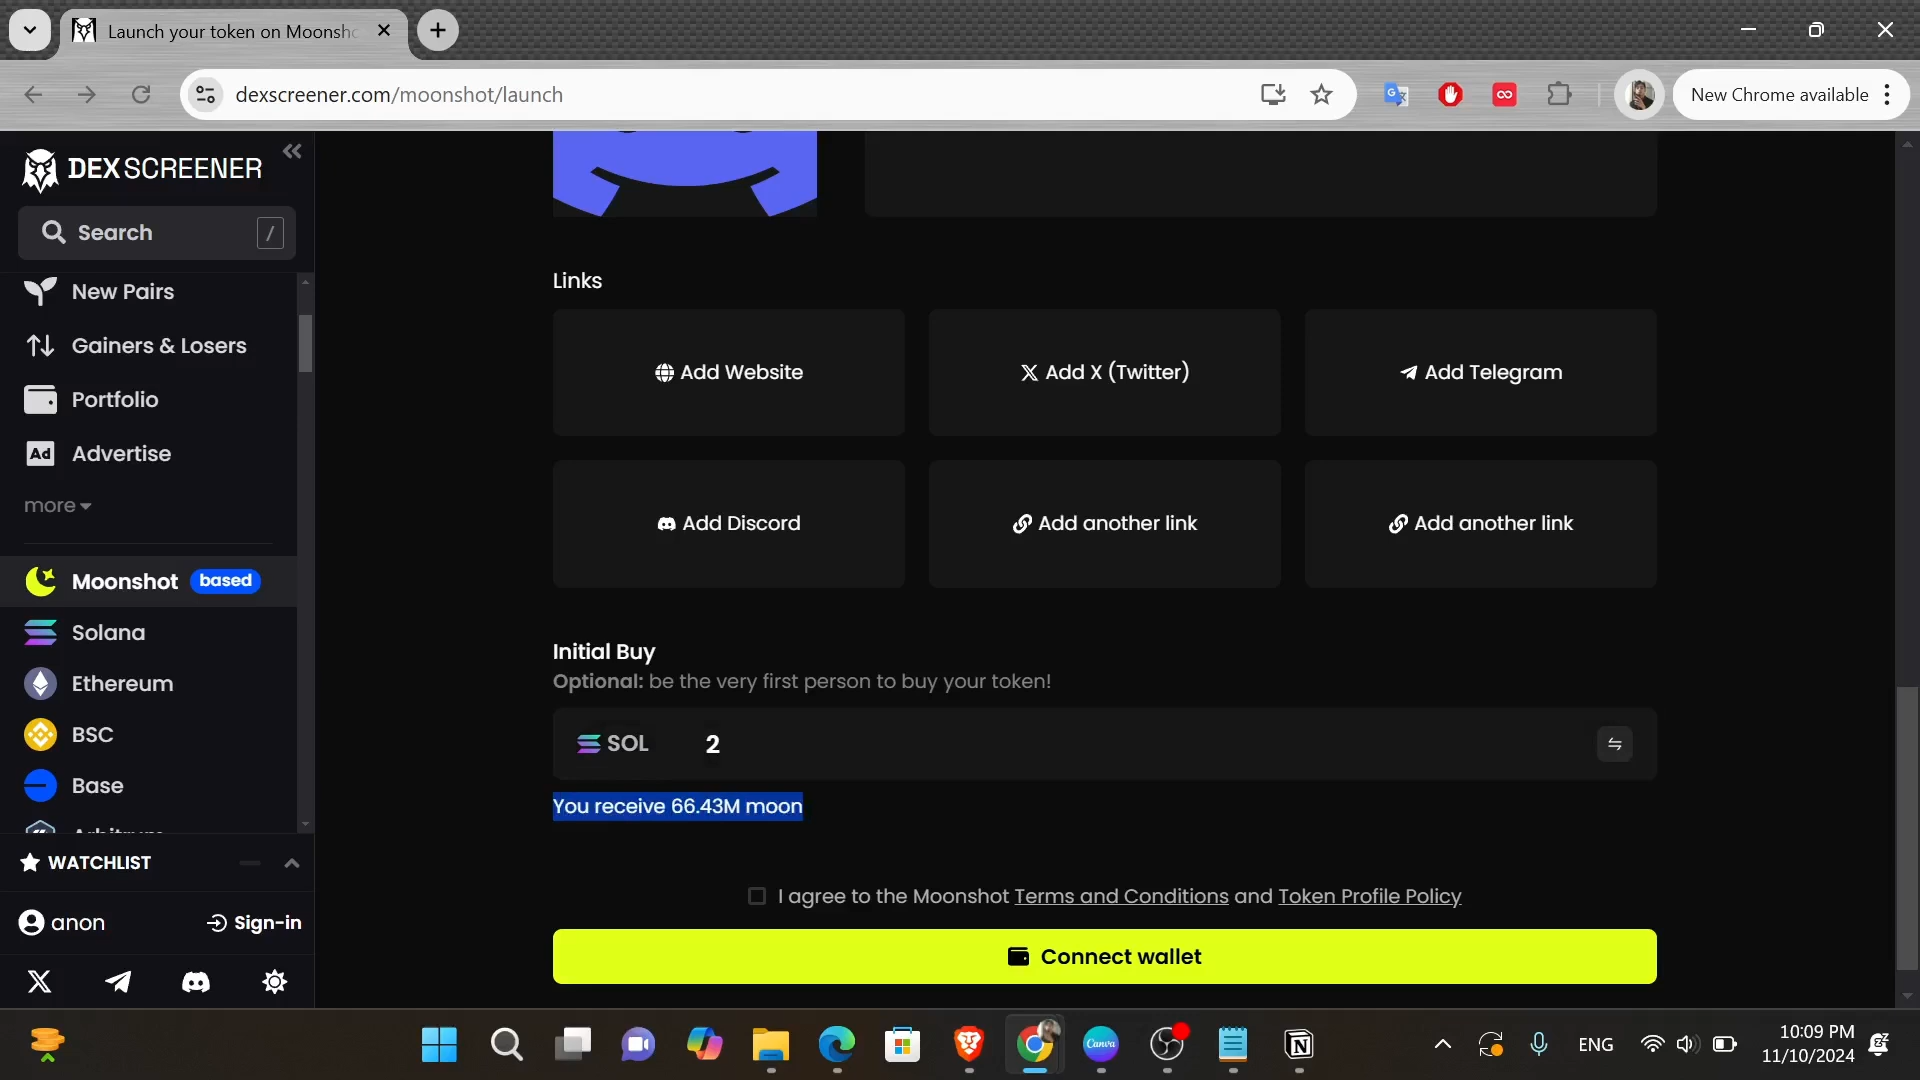 Launch your token on Moonsho
dexscreener.com/moonshot/launch
New Chrome available
DEX SCREENER
Search /
New Pairs
Gainers & Losers
Portfolio
Ad Advertise
more
Moonshot based
Solana
Ethereum
BSC
Base
Arbitrum
WATCHLIST
anon Sign-in
Links
Add Website
Add X (Twitter)
Add Telegram
Add Discord
Add another link
Add another link
Initial Buy
Optional: be the very first person to buy your token!
SOL 2
You receive 66.43M moon
I agree to the Moonshot Terms and Conditions and Token Profile Policy
Connect wallet
Canva
ENG
10:09 PM
11/10/2024